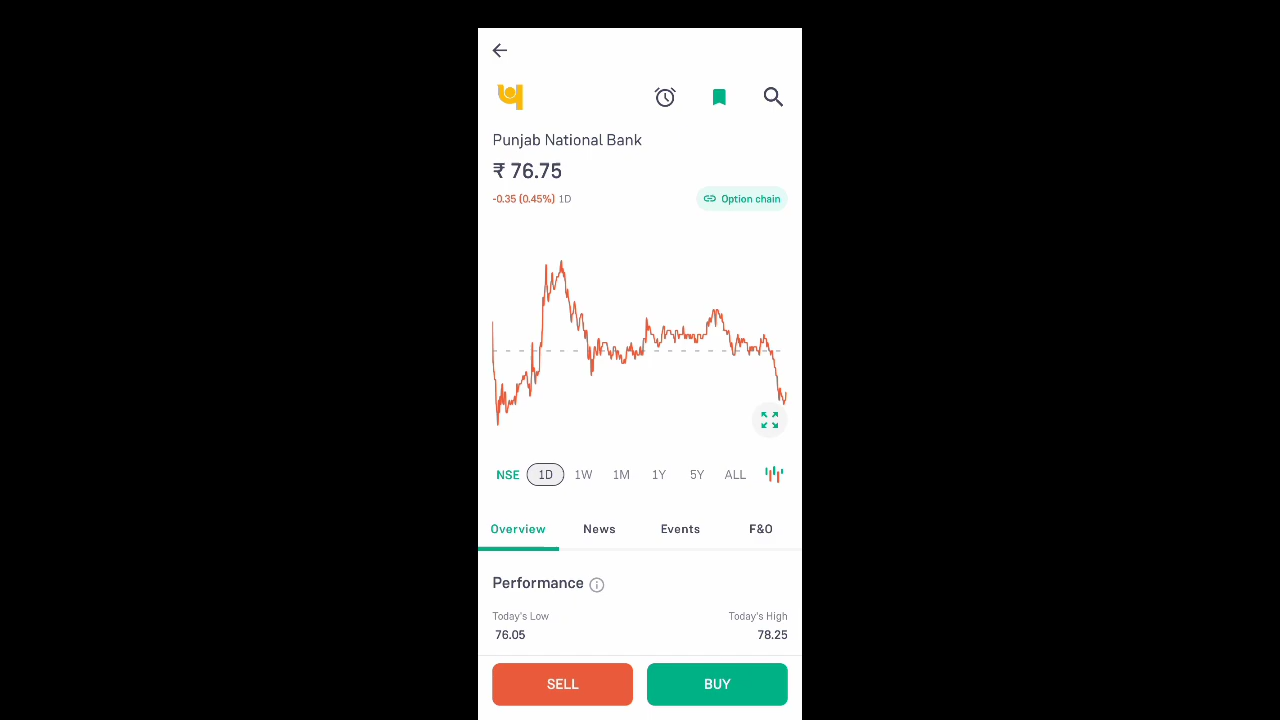 Punjab National Bank
₹ 76.75
-0.35 (0.45%) 1D
Option chain
NSE 1D 1W 1M 1Y 5Y ALL
Overview News Events F&O
Performance
Today's Low Today's High
76.05 78.25
SELL BUY